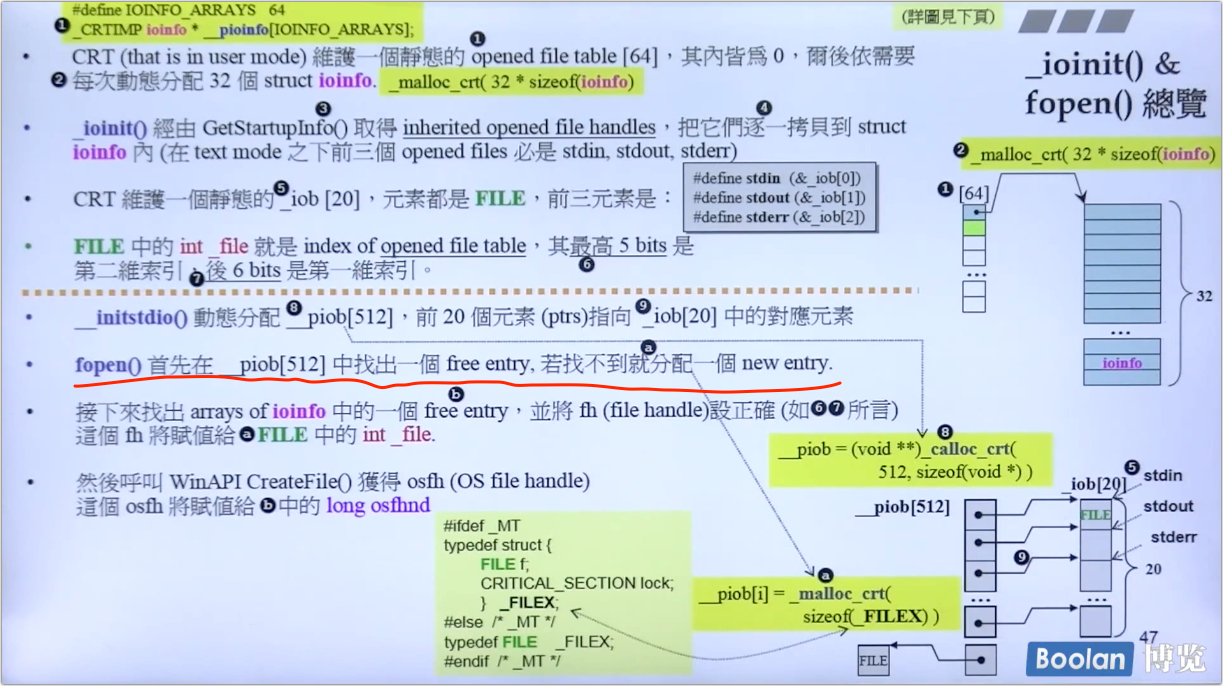 #define IOINFO_ARRAYS 64
❶ _CRTIMP ioinfo * __pioinfo[IOINFO_ARRAYS];
(詳圖見下頁)
_ioinit() &
fopen() 總覽
❶
• CRT (that is in user mode) 維護一個靜態的 opened file table [64]，其內皆爲 0，爾後依需要
❷ 每次動態分配 32 個 struct ioinfo. _malloc_crt( 32 * sizeof(ioinfo)
❸ ❹
• _ioinit() 經由 GetStartupInfo() 取得 inherited opened file handles，把它們逐一拷貝到 struct
ioinfo 內 (在 text mode 之下前三個 opened files 必是 stdin, stdout, stderr)
❷ _malloc_crt( 32 * sizeof(ioinfo)
❶ [64]
...
...
ioinfo
32
❺
• CRT 維護一個靜態的 _iob [20]，元素都是 FILE，前三元素是：
#define stdin (&_iob[0])
#define stdout (&_iob[1])
#define stderr (&_iob[2])
• FILE 中的 int _file 就是 index of opened file table，其最高 5 bits 是
❻
第二維索引，後 6 bits 是第一維索引。
❼
❽ ❾
• __initstdio() 動態分配 __piob[512]，前 20 個元素 (ptrs)指向 _iob[20] 中的對應元素
ⓐ
• fopen() 首先在 __piob[512] 中找出一個 free entry, 若找不到就分配一個 new entry.
ⓑ
• 接下來找出 arrays of ioinfo 中的一個 free entry，並將 fh (file handle)設正確 (如❻❼所言)
這個 fh 將賦值給 ⓐ FILE 中的 int _file.
• 然後呼叫 WinAPI CreateFile() 獲得 osfh (OS file handle)
這個 osfh 將賦值給 ⓑ 中的 long osfhnd
❽
__piob = (void **)_calloc_crt(
512, sizeof(void *) )
#ifdef _MT
typedef struct {
FILE f;
CRITICAL_SECTION lock;
} _FILEX;
#else /* _MT */
typedef FILE _FILEX;
#endif /* _MT */
ⓐ
__piob[i] = _malloc_crt(
sizeof(_FILEX) )
__piob[512]
❺
_iob[20]
stdin
stdout
stderr
FILE
❾
20
...
...
FILE
47
Boolan 博览